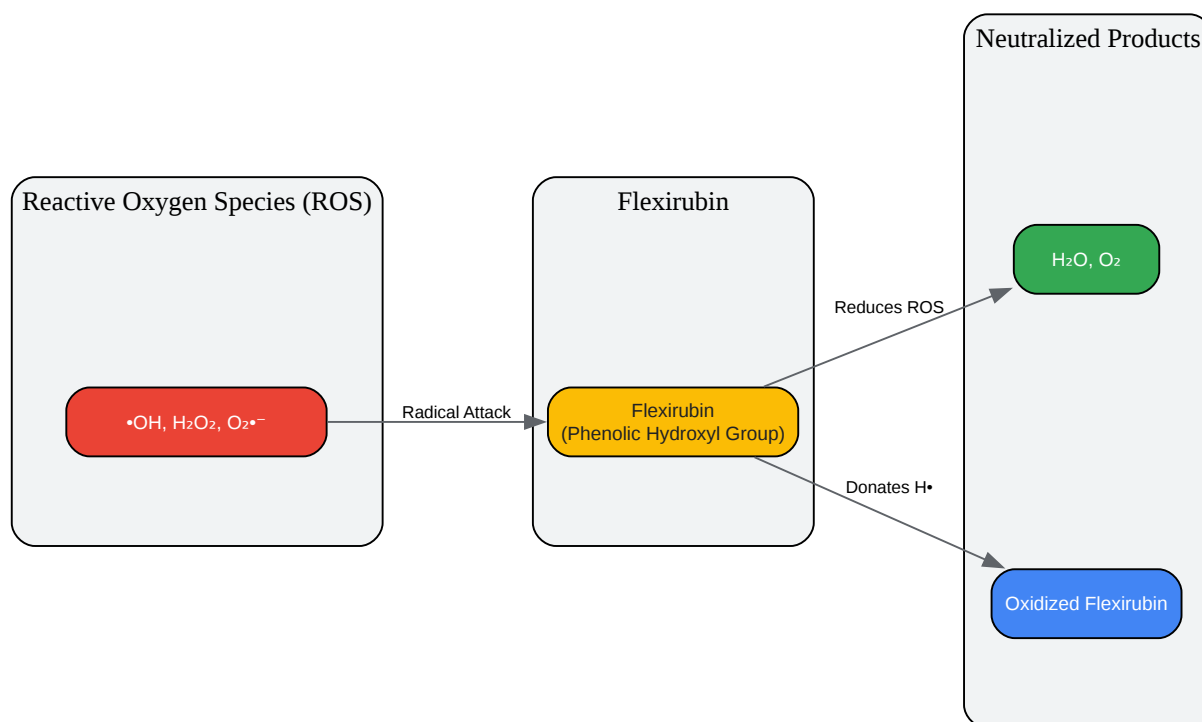 Neutralized Products
Reactive Oxygen Species (ROS)
Flexirubin
H₂O, O₂
Reduces ROS
•OH, H₂O₂, O₂•⁻
Radical Attack
Flexirubin
(Phenolic Hydroxyl Group)
Donates H•
Oxidized Flexirubin